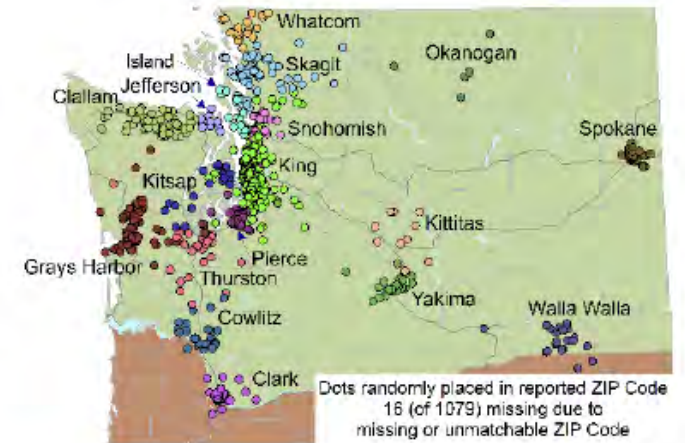 Whatcom
Okanogan
Island
Skagit
Jefferson
Clallam
Snohomish
Spokane
King
Kitsap
Kittitas
Pierce
Grays Harbor
Thurston
Yakima
Walla Walla
Cowlitz
Clark
Dots randomly placed in reported ZIP Code
16 (of 1079) missing due to
missing or unmatchable ZIP Code